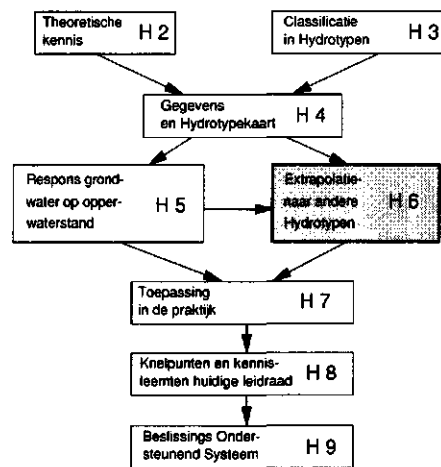 Theoretische
kennis
H 2
Classificatie
in Hydrotypen
H 3
Gegevens
en Hydrotypekaart
H 4
Respons grond-
water op opper-
waterstand
H 5
Extrapolatie
naar andere
Hydrotypen
H 6
Toepassing
in de praktijk
H 7
Knelpunten en kennis-
leemten huidige leidraad
H 8
Beslissings Onder-
steunend Systeem
H 9